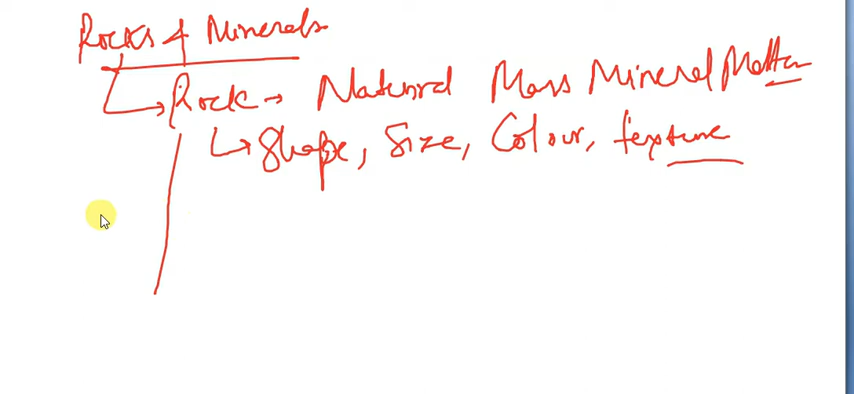 Rocks & Minerals
Rock → Natural Mass Mineral Matter
↳ Shape, Size, Colour, texture